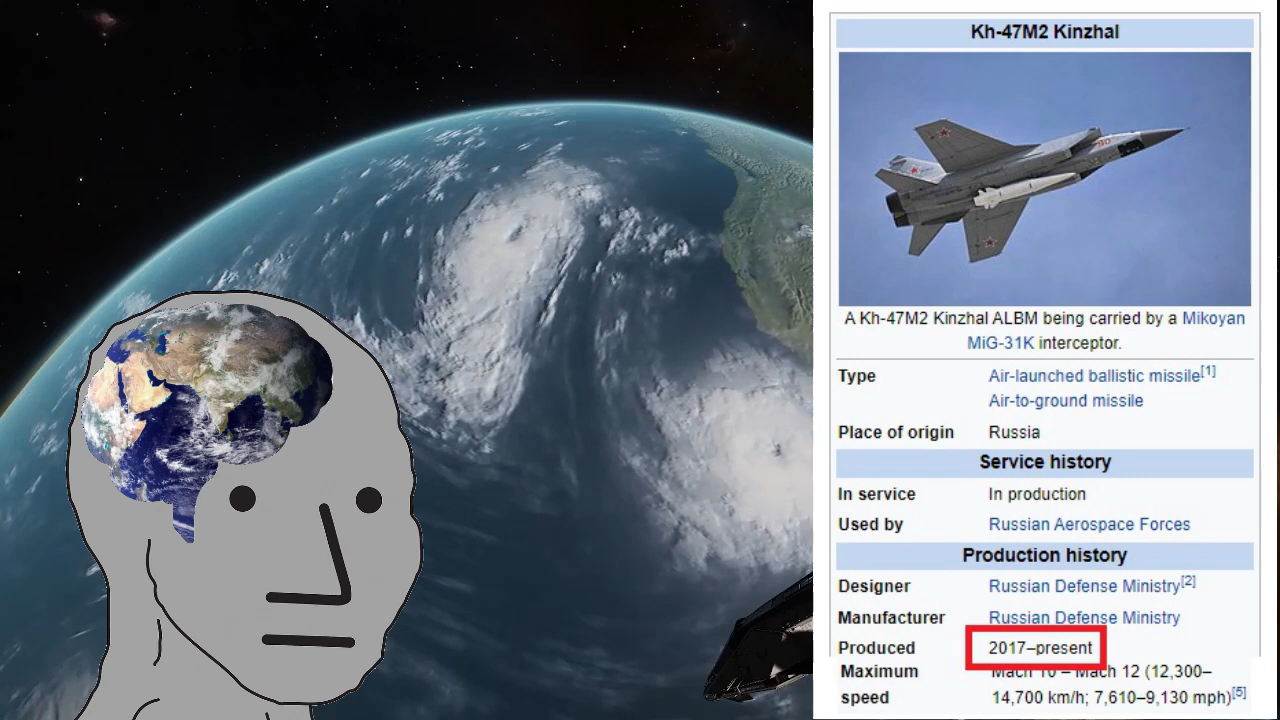 Kh-47M2 Kinzhal
A Kh-47M2 Kinzhal ALBM being carried by a Mikoyan
MiG-31K interceptor.
Type Air-launched ballistic missile[1]
Air-to-ground missile
Place of origin Russia
Service history
In service In production
Used by Russian Aerospace Forces
Production history
Designer Russian Defense Ministry[2]
Manufacturer Russian Defense Ministry
Produced 2017–present
Maximum Mach 10 – Mach 12 (12,300–
speed 14,700 km/h; 7,610–9,130 mph)[5]